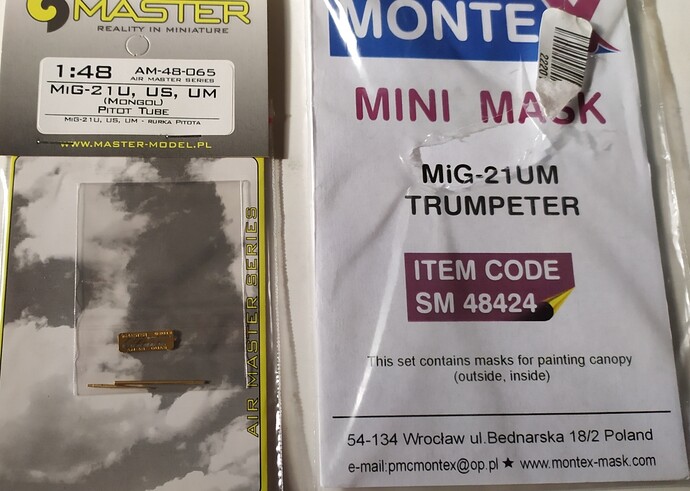 MASTER
REALITY IN MINIATURE
1:48 AM-48-065
AIR MASTER SERIES
MiG-21U, US, UM
(MONGOL)
PITOT TUBE
MiG-21U, US, UM - RURKA PITOTA
WWW.MASTER-MODEL.PL
AIR MASTER SERIES
MONTEX
MINI MASK
MiG-21UM
TRUMPETER
ITEM CODE
SM 48424
This set contains masks for painting canopy
(outside, inside)
54-134 Wrocław ul.Bednarska 18/2 Poland
e-mail:pmcmontex@op.pl ★ www.montex-mask.com